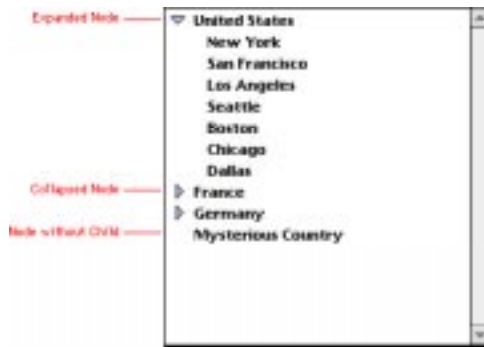 Expanded Node
United States
New York
San Francisco
Los Angeles
Seattle
Boston
Chicago
Dallas
Collapsed Node
France
Germany
Node without Child
Mysterious Country